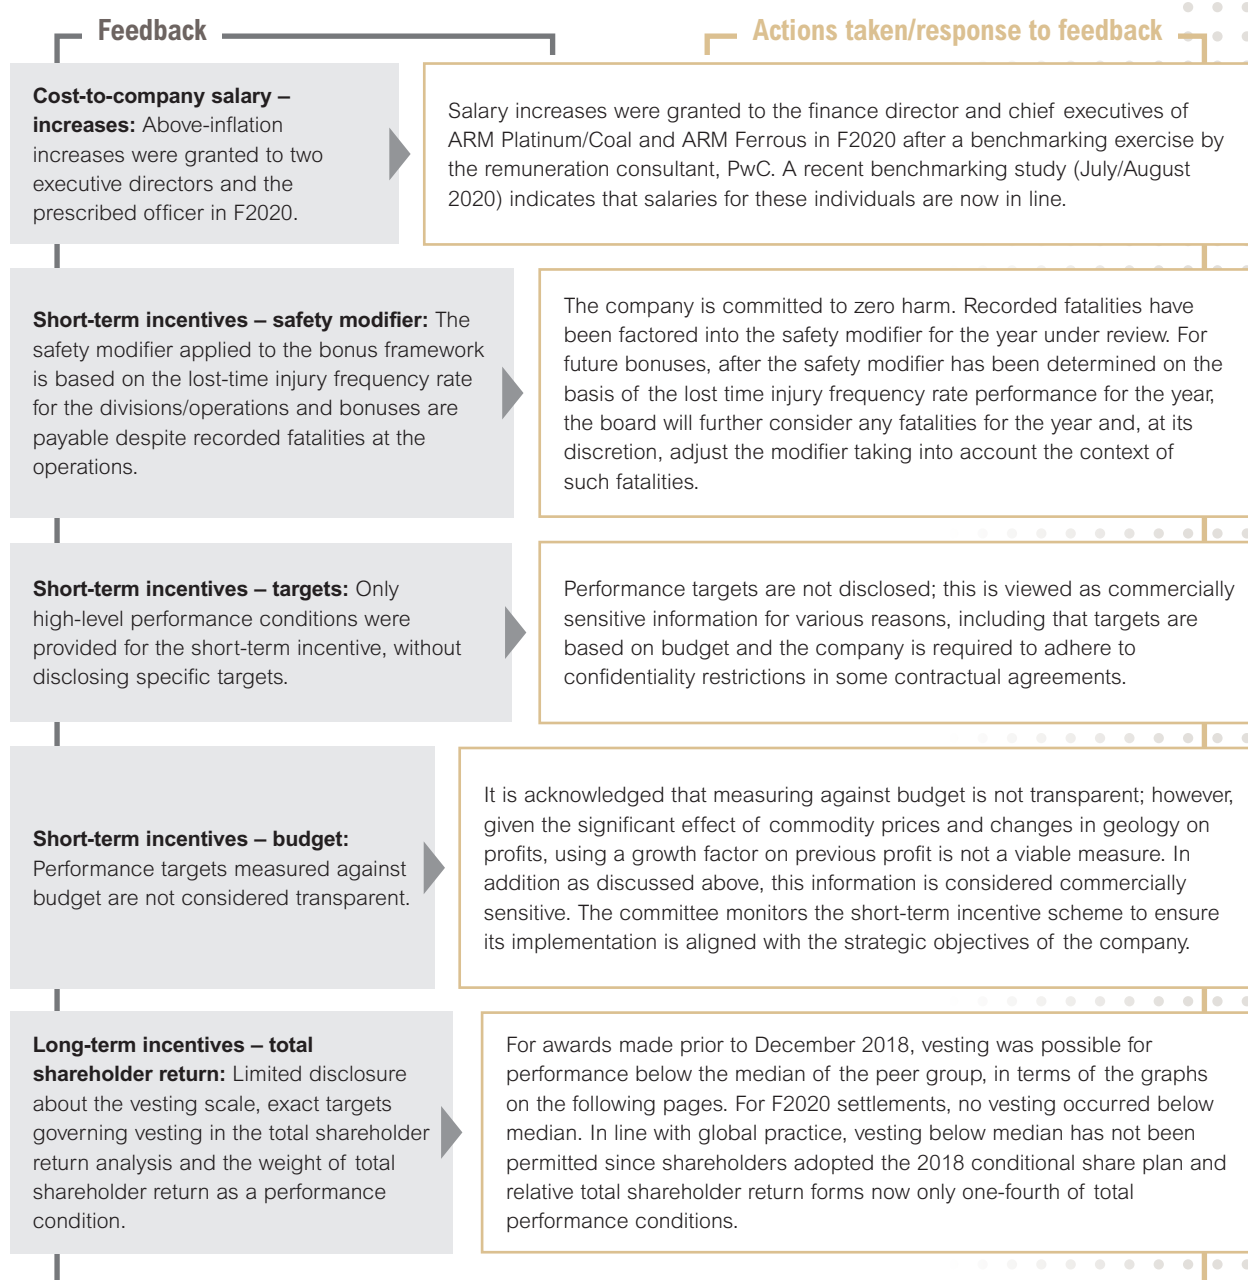 Feedback
Actions taken/response to feedback
Cost-to-company salary –
increases: Above-inflation
increases were granted to two
executive directors and the
prescribed officer in F2020.
Salary increases were granted to the finance director and chief executives of
ARM Platinum/Coal and ARM Ferrous in F2020 after a benchmarking exercise by
the remuneration consultant, PwC. A recent benchmarking study (July/August
2020) indicates that salaries for these individuals are now in line.
Short-term incentives – safety modifier: The
safety modifier applied to the bonus framework
is based on the lost-time injury frequency rate
for the divisions/operations and bonuses are
payable despite recorded fatalities at the
operations.
The company is committed to zero harm. Recorded fatalities have
been factored into the safety modifier for the year under review. For
future bonuses, after the safety modifier has been determined on the
basis of the lost time injury frequency rate performance for the year,
the board will further consider any fatalities for the year and, at its
discretion, adjust the modifier taking into account the context of
such fatalities.
Short-term incentives – targets: Only
high-level performance conditions were
provided for the short-term incentive, without
disclosing specific targets.
Performance targets are not disclosed; this is viewed as commercially
sensitive information for various reasons, including that targets are
based on budget and the company is required to adhere to
confidentiality restrictions in some contractual agreements.
Short-term incentives – budget:
Performance targets measured against
budget are not considered transparent.
It is acknowledged that measuring against budget is not transparent; however,
given the significant effect of commodity prices and changes in geology on
profits, using a growth factor on previous profit is not a viable measure. In
addition as discussed above, this information is considered commercially
sensitive. The committee monitors the short-term incentive scheme to ensure
its implementation is aligned with the strategic objectives of the company.
Long-term incentives – total
shareholder return: Limited disclosure
about the vesting scale, exact targets
governing vesting in the total shareholder
return analysis and the weight of total
shareholder return as a performance
condition.
For awards made prior to December 2018, vesting was possible for
performance below the median of the peer group, in terms of the graphs
on the following pages. For F2020 settlements, no vesting occurred below
median. In line with global practice, vesting below median has not been
permitted since shareholders adopted the 2018 conditional share plan and
relative total shareholder return forms now only one-fourth of total
performance conditions.